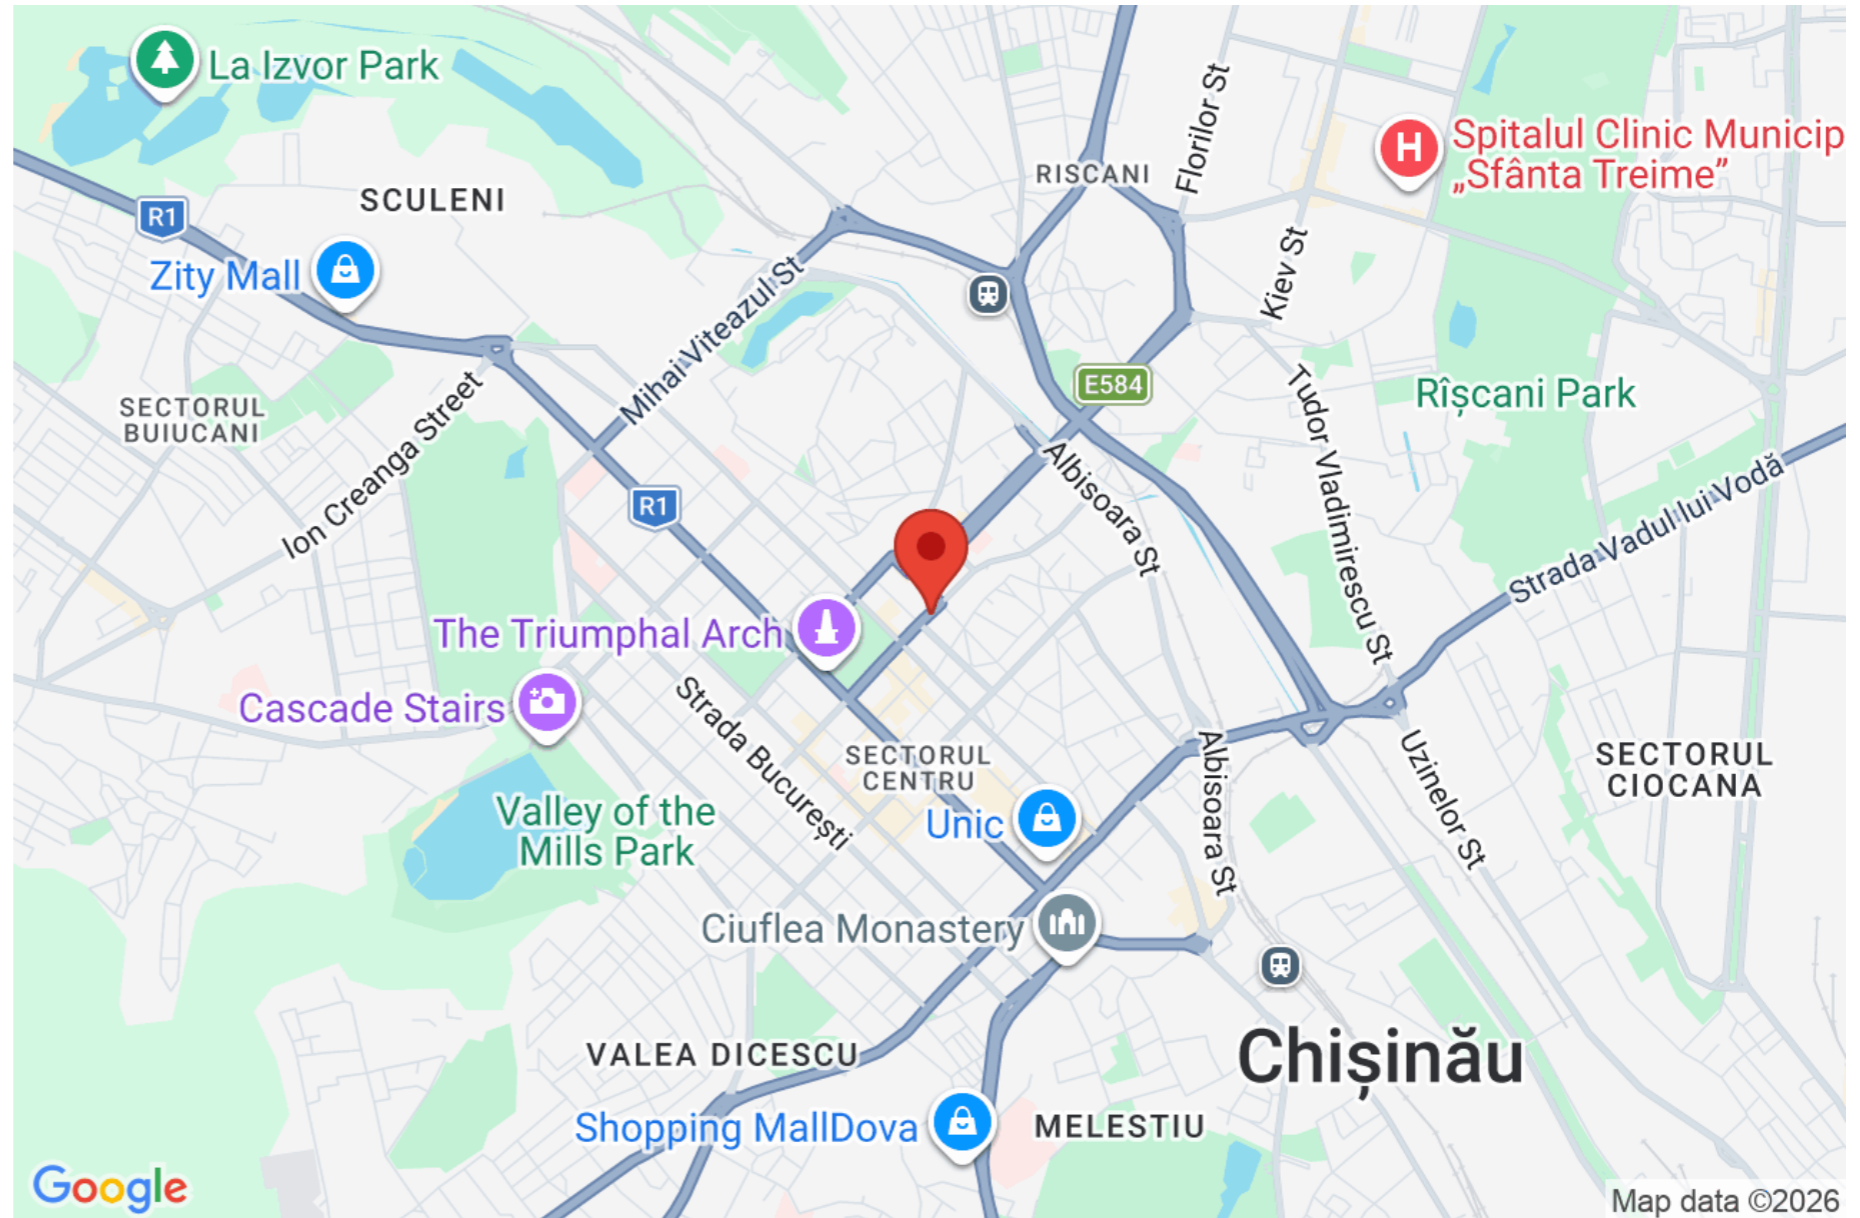 La Izvor Park
Florilor St
Spitalul Clinic Municip
„Sfânta Treime”
H
RISCANI
SCULENI
R1
Zity Mall
Kiev St
Mihai Viteazul St
E584
Rîșcani Park
SECTORUL
BUIUCANI
Ion Creanga Street
Tudor Vladimirescu St
Albisoara St
Strada Vadul lui Vodă
R1
The Triumphal Arch
Cascade Stairs
Strada București
SECTORUL
CENTRU
Albisoara St
Uzinelor St
SECTORUL
CIOCANA
Valley of the
Mills Park
Unic
Ciuflea Monastery
VALEA DICESCU
Chișinău
Shopping MallDova
MELESTIU
Google
Map data ©2026